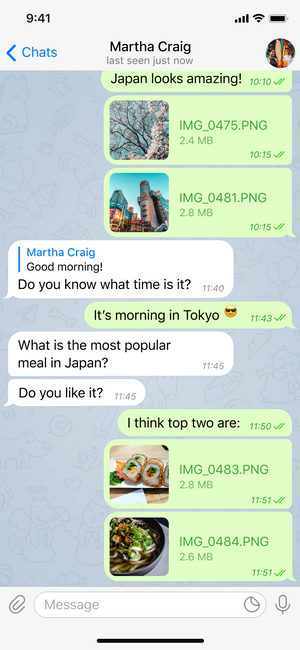 9:41
Chats
Martha Craig
last seen just now
Japan looks amazing! 10:10
IMG_0475.PNG
2.4 MB
10:15
IMG_0481.PNG
2.8 MB
10:15
Martha Craig
Good morning!
Do you know what time is it? 11:40
It's morning in Tokyo 😎 11:43
What is the most popular
meal in Japan? 11:45
Do you like it? 11:45
I think top two are: 11:50
IMG_0483.PNG
2.8 MB
11:51
IMG_0484.PNG
2.6 MB
11:51
Message